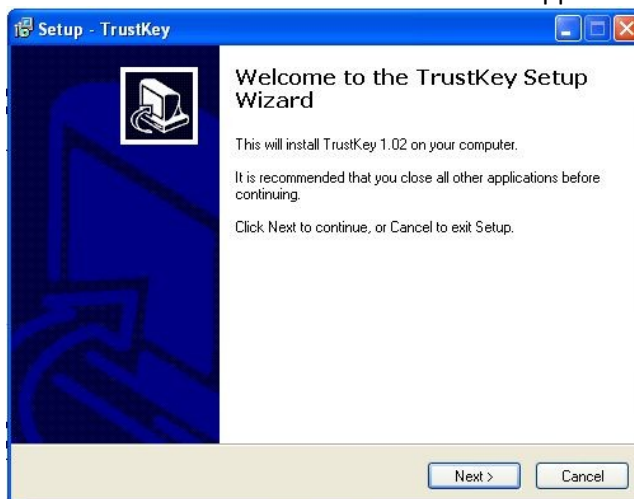 Setup - TrustKey
Welcome to the TrustKey Setup
Wizard
This will install TrustKey 1.02 on your computer.
It is recommended that you close all other applications before
continuing.
Click Next to continue, or Cancel to exit Setup.
Next >
Cancel